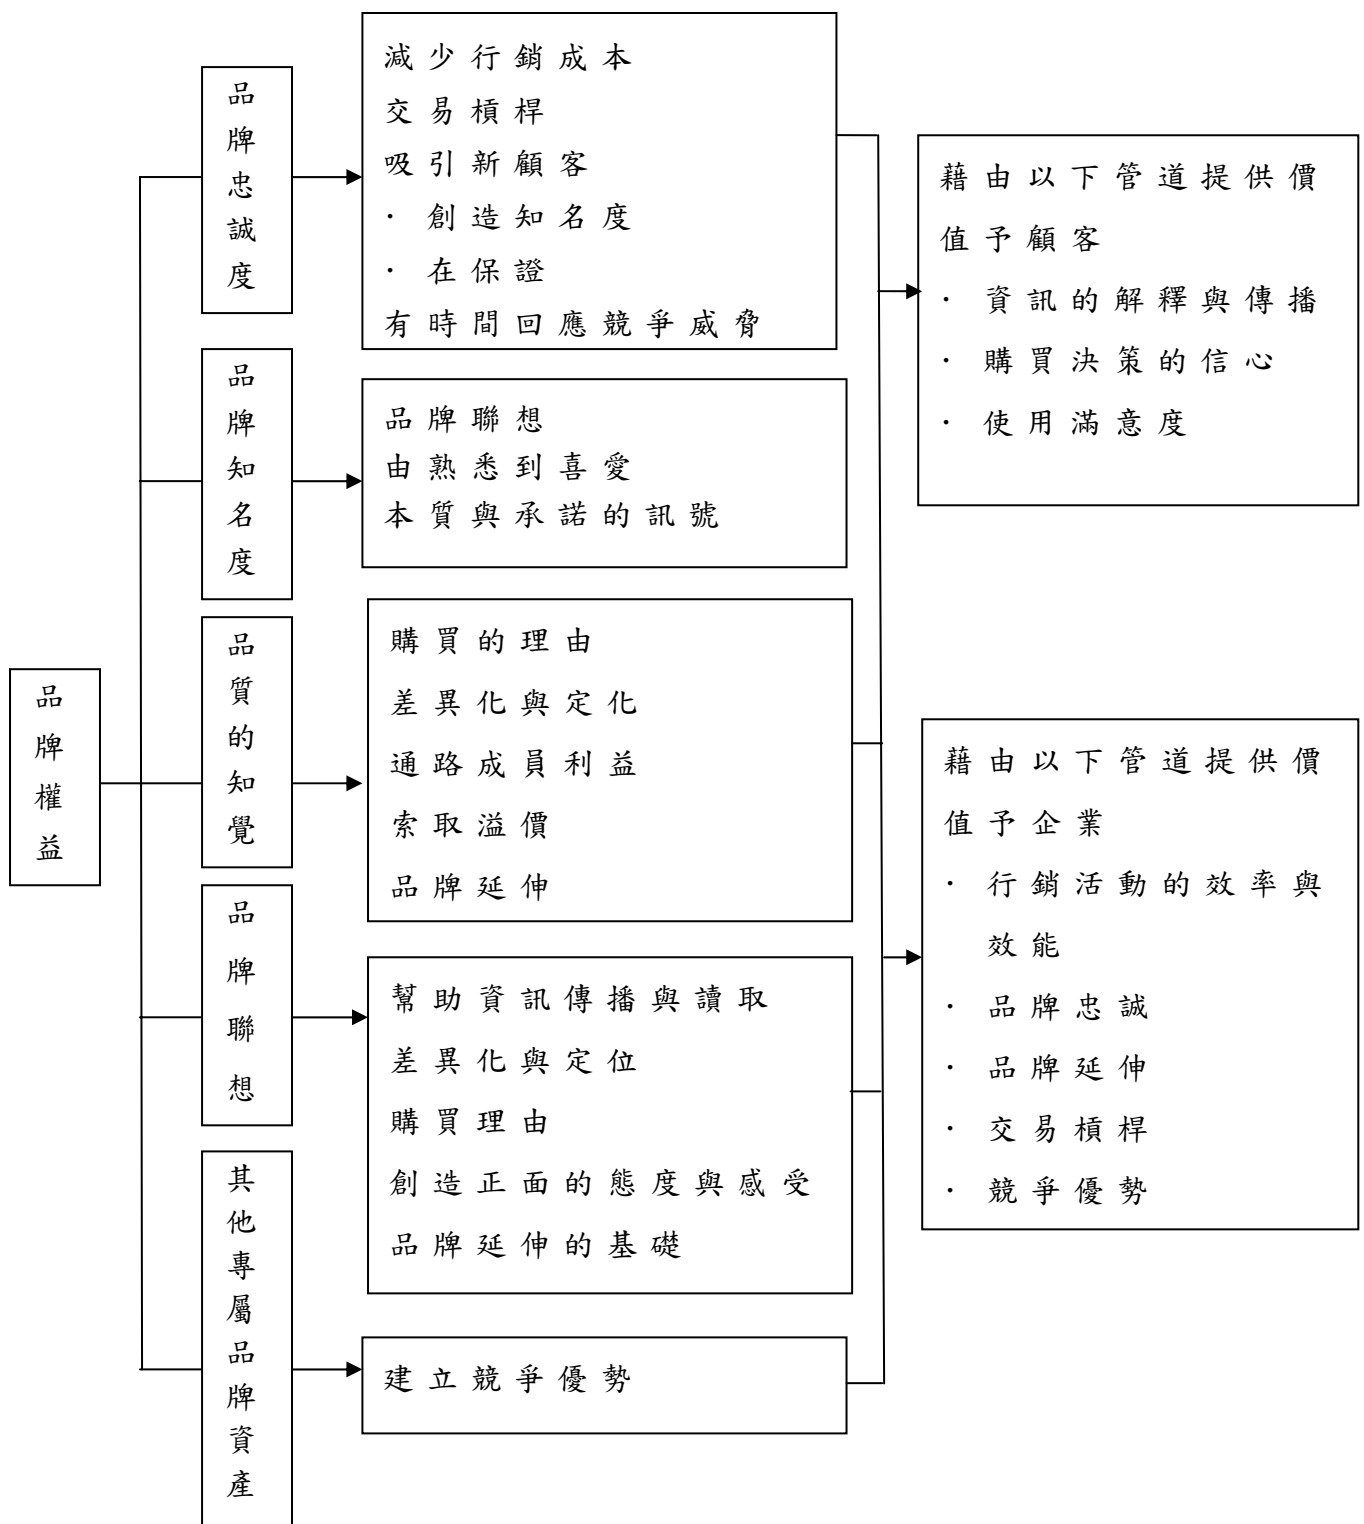 品牌權益
品牌忠誠度
減少行銷成本
交易槓桿
吸引新顧客
· 創造知名度
· 在保證
有時間回應競爭威脅
品牌知名度
品牌聯想
由熟悉到喜愛
本質與承諾的訊號
品質的知覺
購買的理由
差異化與定化
通路成員利益
索取溢價
品牌延伸
品牌聯想
幫助資訊傳播與讀取
差異化與定位
購買理由
創造正面的態度與感受
品牌延伸的基礎
其他專屬品牌資產
建立競爭優勢
藉由以下管道提供價
值予顧客
· 資訊的解釋與傳播
· 購買決策的信心
· 使用滿意度
藉由以下管道提供價
值予企業
· 行銷活動的效率與
效能
· 品牌忠誠
· 品牌延伸
· 交易槓桿
· 競爭優勢